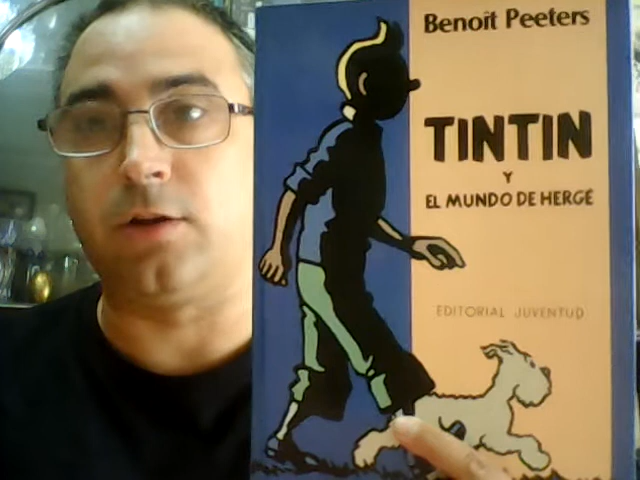 Benoît Peeters
TINTIN
Y
EL MUNDO DE HERGÉ
EDITORIAL JUVENTUD